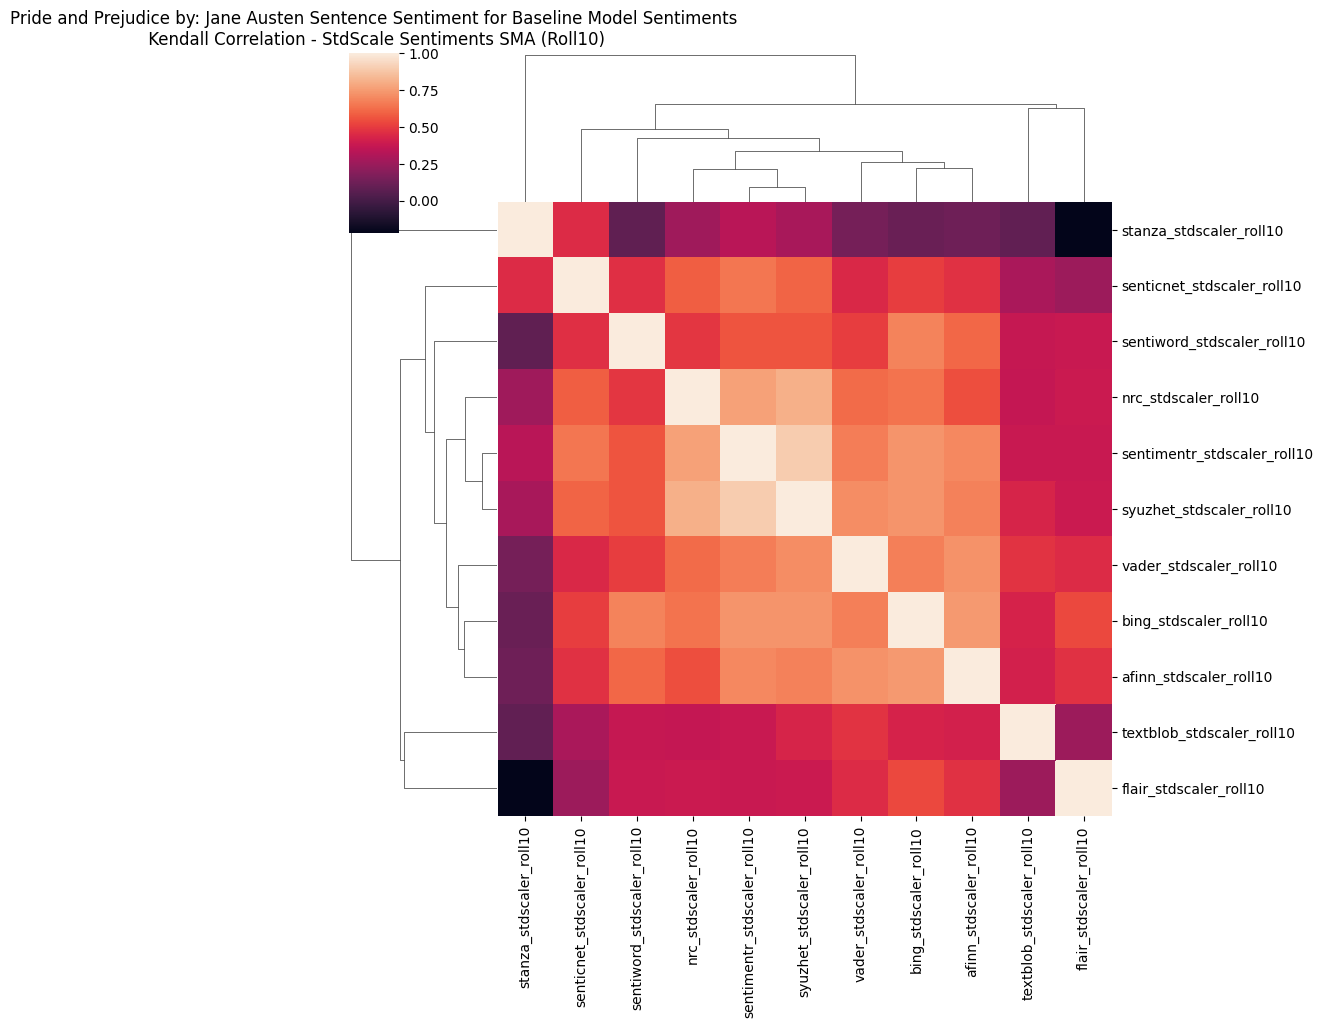 Pride and Prejudice by: Jane Austen Sentence Sentiment for Baseline Model Sentiments
Kendall Correlation - StdScale Sentiments SMA (Roll10)
1.00
0.75
0.50
0.25
0.00
stanza_stdscaler_roll10
senticnet_stdscaler_roll10
sentiword_stdscaler_roll10
nrc_stdscaler_roll10
sentimentr_stdscaler_roll10
syuzhet_stdscaler_roll10
vader_stdscaler_roll10
bing_stdscaler_roll10
afinn_stdscaler_roll10
textblob_stdscaler_roll10
flair_stdscaler_roll10
stanza_stdscaler_roll10
senticnet_stdscaler_roll10
sentiword_stdscaler_roll10
nrc_stdscaler_roll10
sentimentr_stdscaler_roll10
syuzhet_stdscaler_roll10
vader_stdscaler_roll10
bing_stdscaler_roll10
afinn_stdscaler_roll10
textblob_stdscaler_roll10
flair_stdscaler_roll10